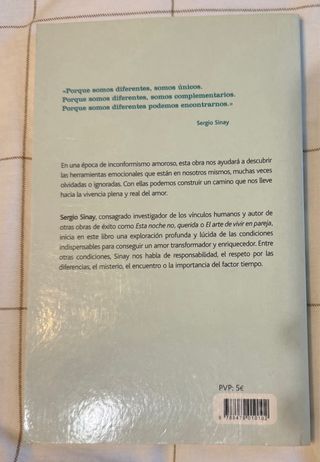 «Porque somos diferentes, somos únicos.
Porque somos diferentes, somos complementarios.
Porque somos diferentes podemos encontrarnos.»
Sergio Sinay
En una época de inconformismo amoroso, esta obra nos ayudará a descubrir
las herramientas emocionales que están en nosotros mismos, muchas veces
olvidadas o ignoradas. Con ellas podemos construir un camino que nos lleve
hacia la vivencia plena y real del amor.
Sergio Sinay, consagrado investigador de los vínculos humanos y autor de
otras obras de éxito como Esta noche no, querida o El arte de vivir en pareja,
inicia en este libro una exploración profunda y lúcida de las condiciones
indispensables para conseguir un amor transformador y enriquecedor. Entre
otras condiciones, Sinay nos habla de responsabilidad, el respeto por las
diferencias, el misterio, el encuentro o la importancia del factor tiempo.
PVP: 5€